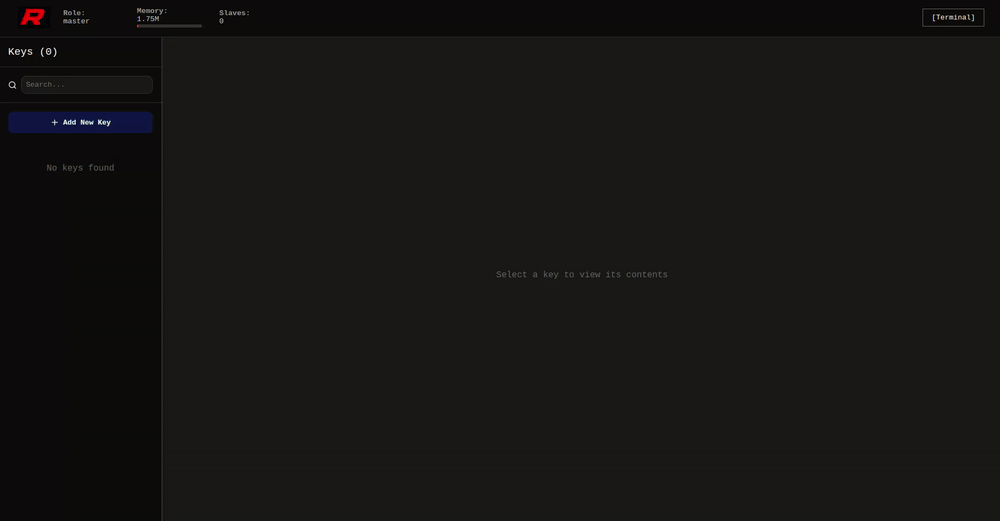 R
Role:
master
Memory:
1.75M
Slaves:
0
[Terminal]
Keys (0)
Search...
+ Add New Key
No keys found
Select a key to view its contents